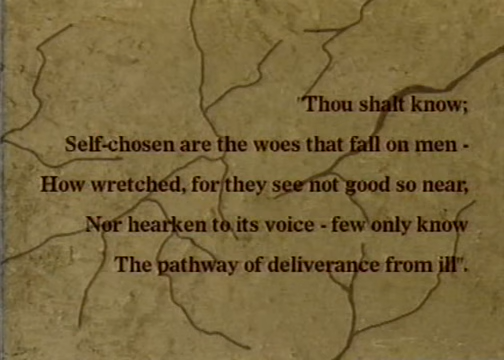 "Thou shalt know;
Self-chosen are the woes that fall on men -
How wretched, for they see not good so near,
Nor hearken to its voice - few only know
The pathway of deliverance from ill".